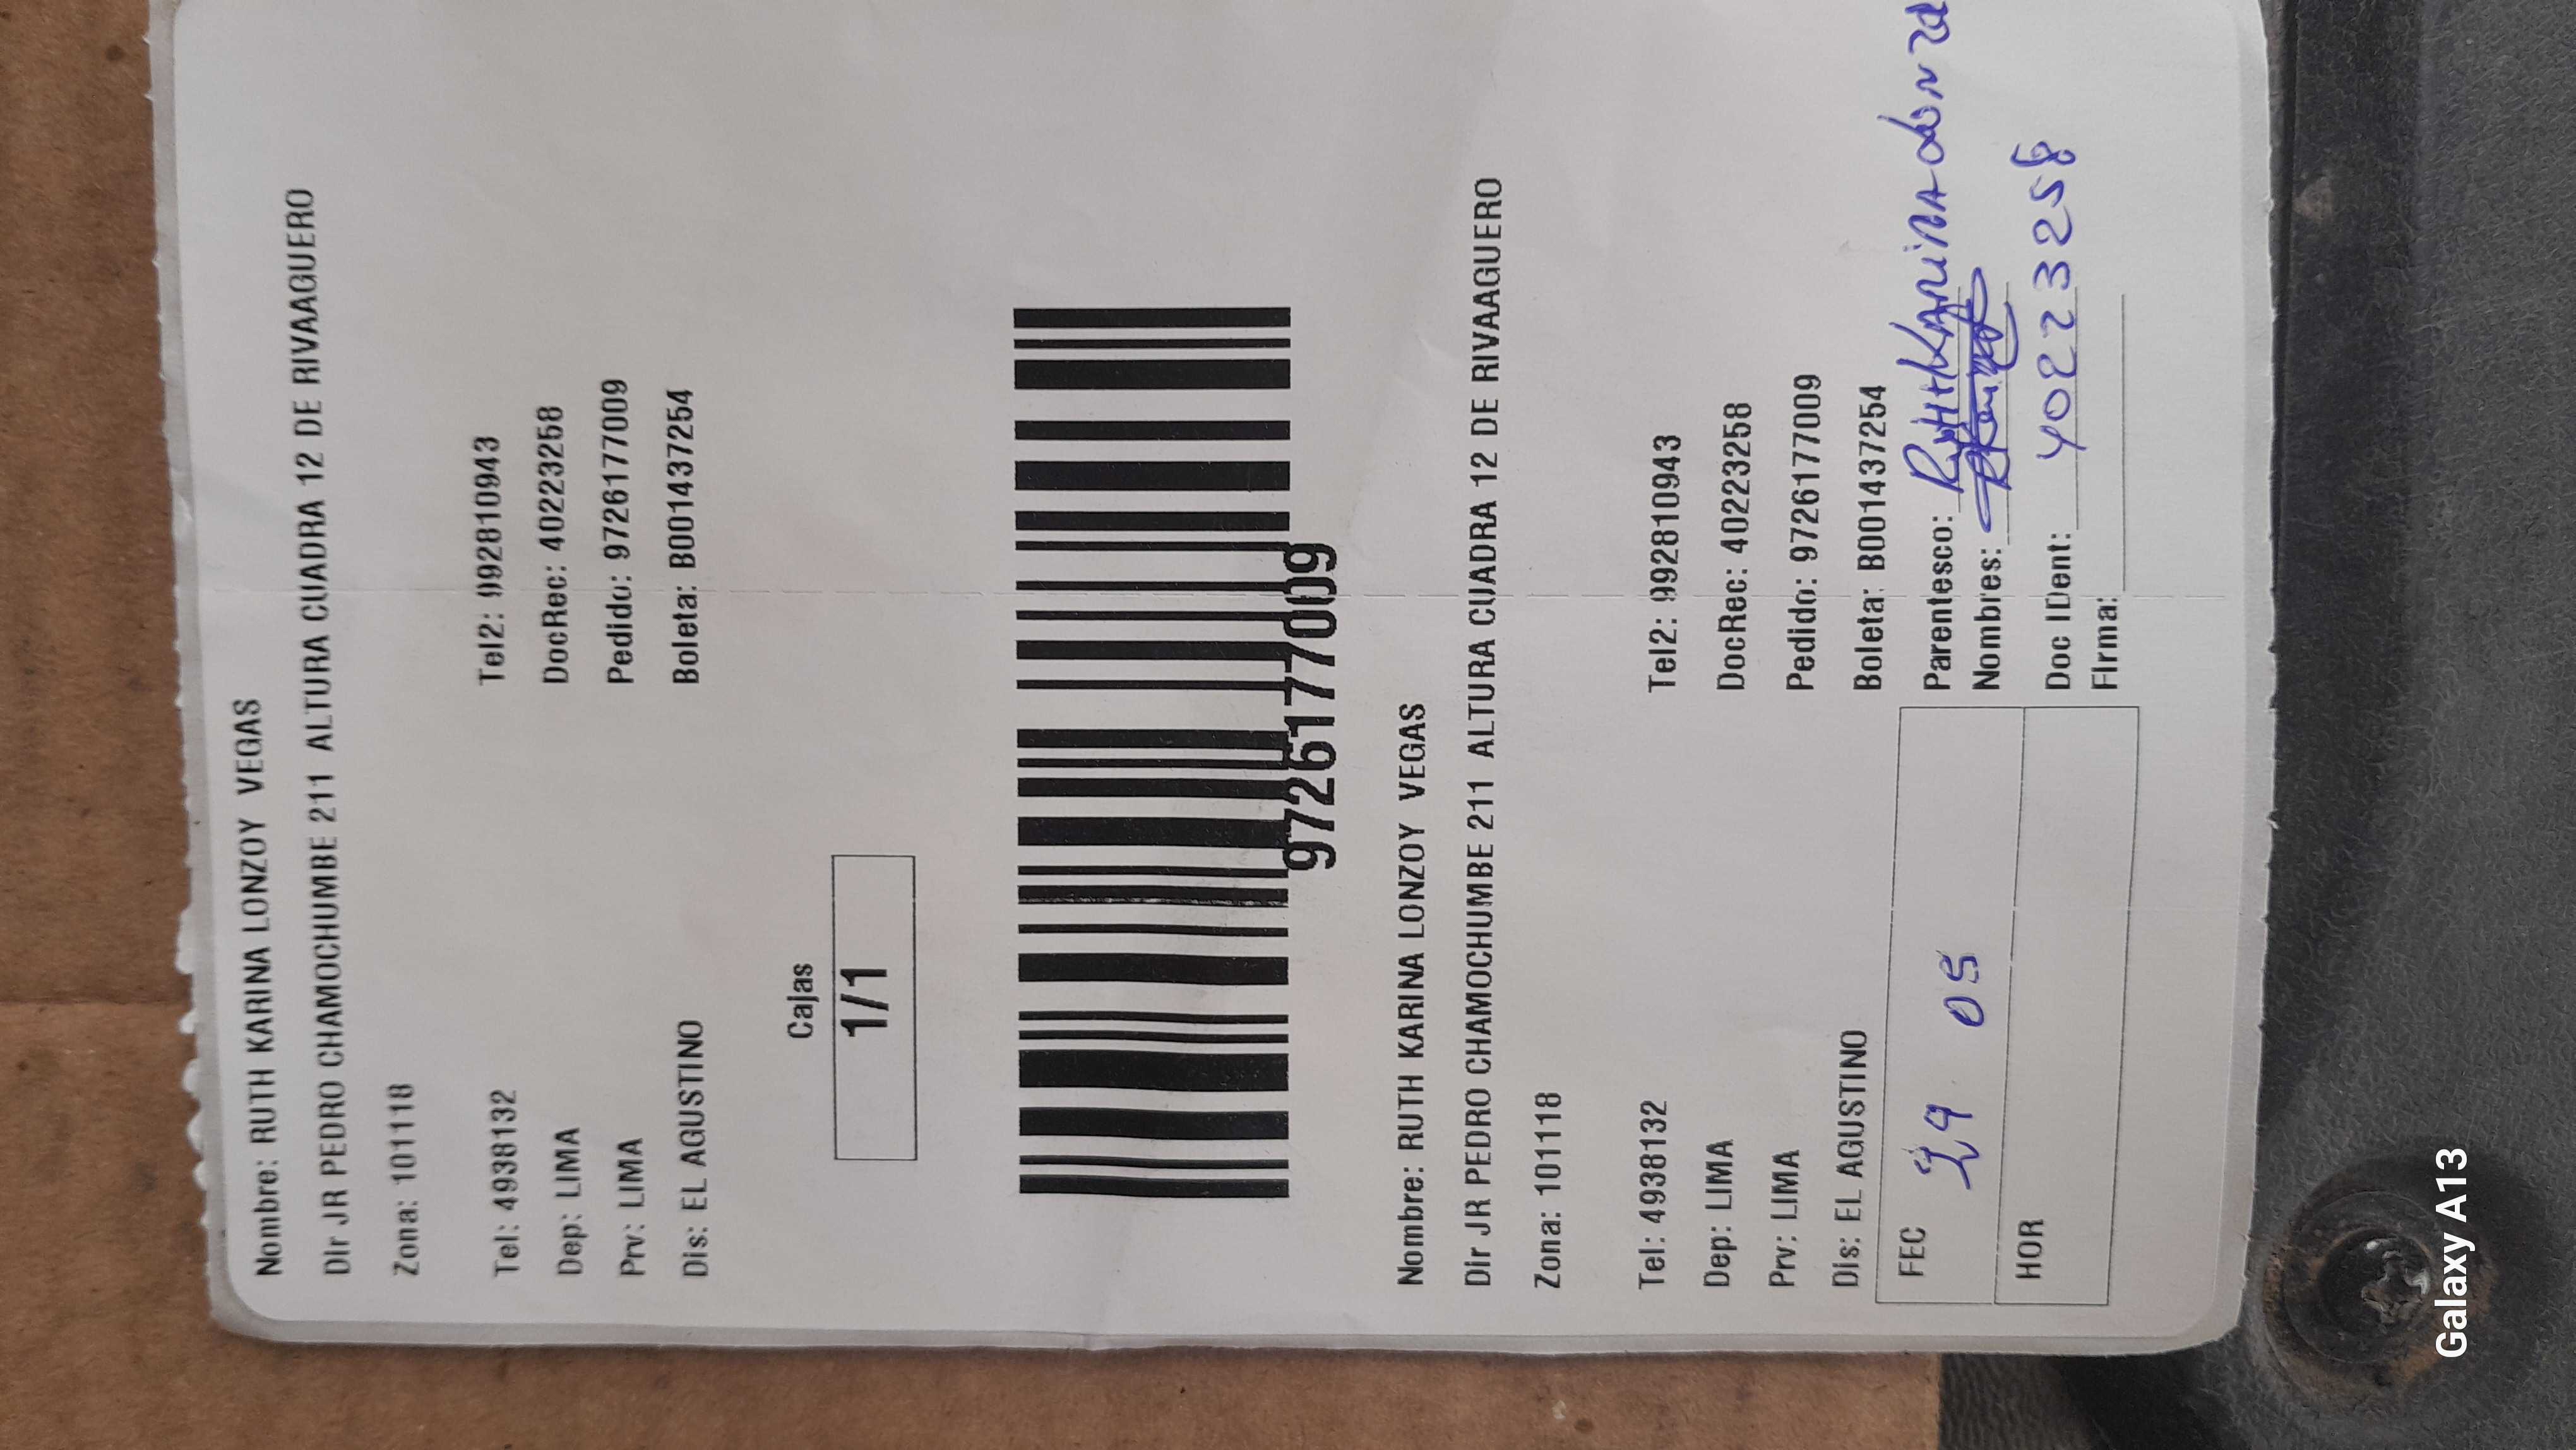 Nombre: RUTH KARINA LONZOY VEGAS
Dir JR PEDRO CHAMOCHUMBE 211 ALTURA CUADRA 12 DE RIVAAGUERO
Zona: 101118
Tel: 4938132 Tel2: 992810943
Dep: LIMA DocRec: 40223258
Prv: LIMA Pedido: 9726177009
Dis: EL AGUSTINO Boleta: B001437254
Cajas
1/1
9726177009
Nombre: RUTH KARINA LONZOY VEGAS
Dir JR PEDRO CHAMOCHUMBE 211 ALTURA CUADRA 12 DE RIVAAGUERO
Zona: 101118
Tel: 4938132 Tel2: 992810943
Dep: LIMA DocRec: 40223258
Prv: LIMA Pedido: 9726177009
Dis: EL AGUSTINO Boleta: B001437254
FEC 29 05 Parentesco: Ruth Karina
Nombres:
HOR Doc IDent: 40223258
Firma:
Galaxy A13